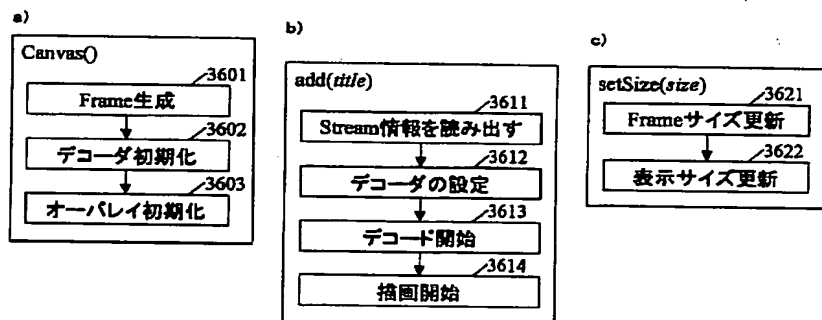 a)
Canvas()
3601
Frame生成
3602
デコーダ初期化
3603
オーバレイ初期化
b)
add(title)
3611
Stream情報を読み出す
3612
デコーダの設定
3613
デコード開始
3614
描画開始
c)
setSize(size)
3621
Frameサイズ更新
3622
表示サイズ更新